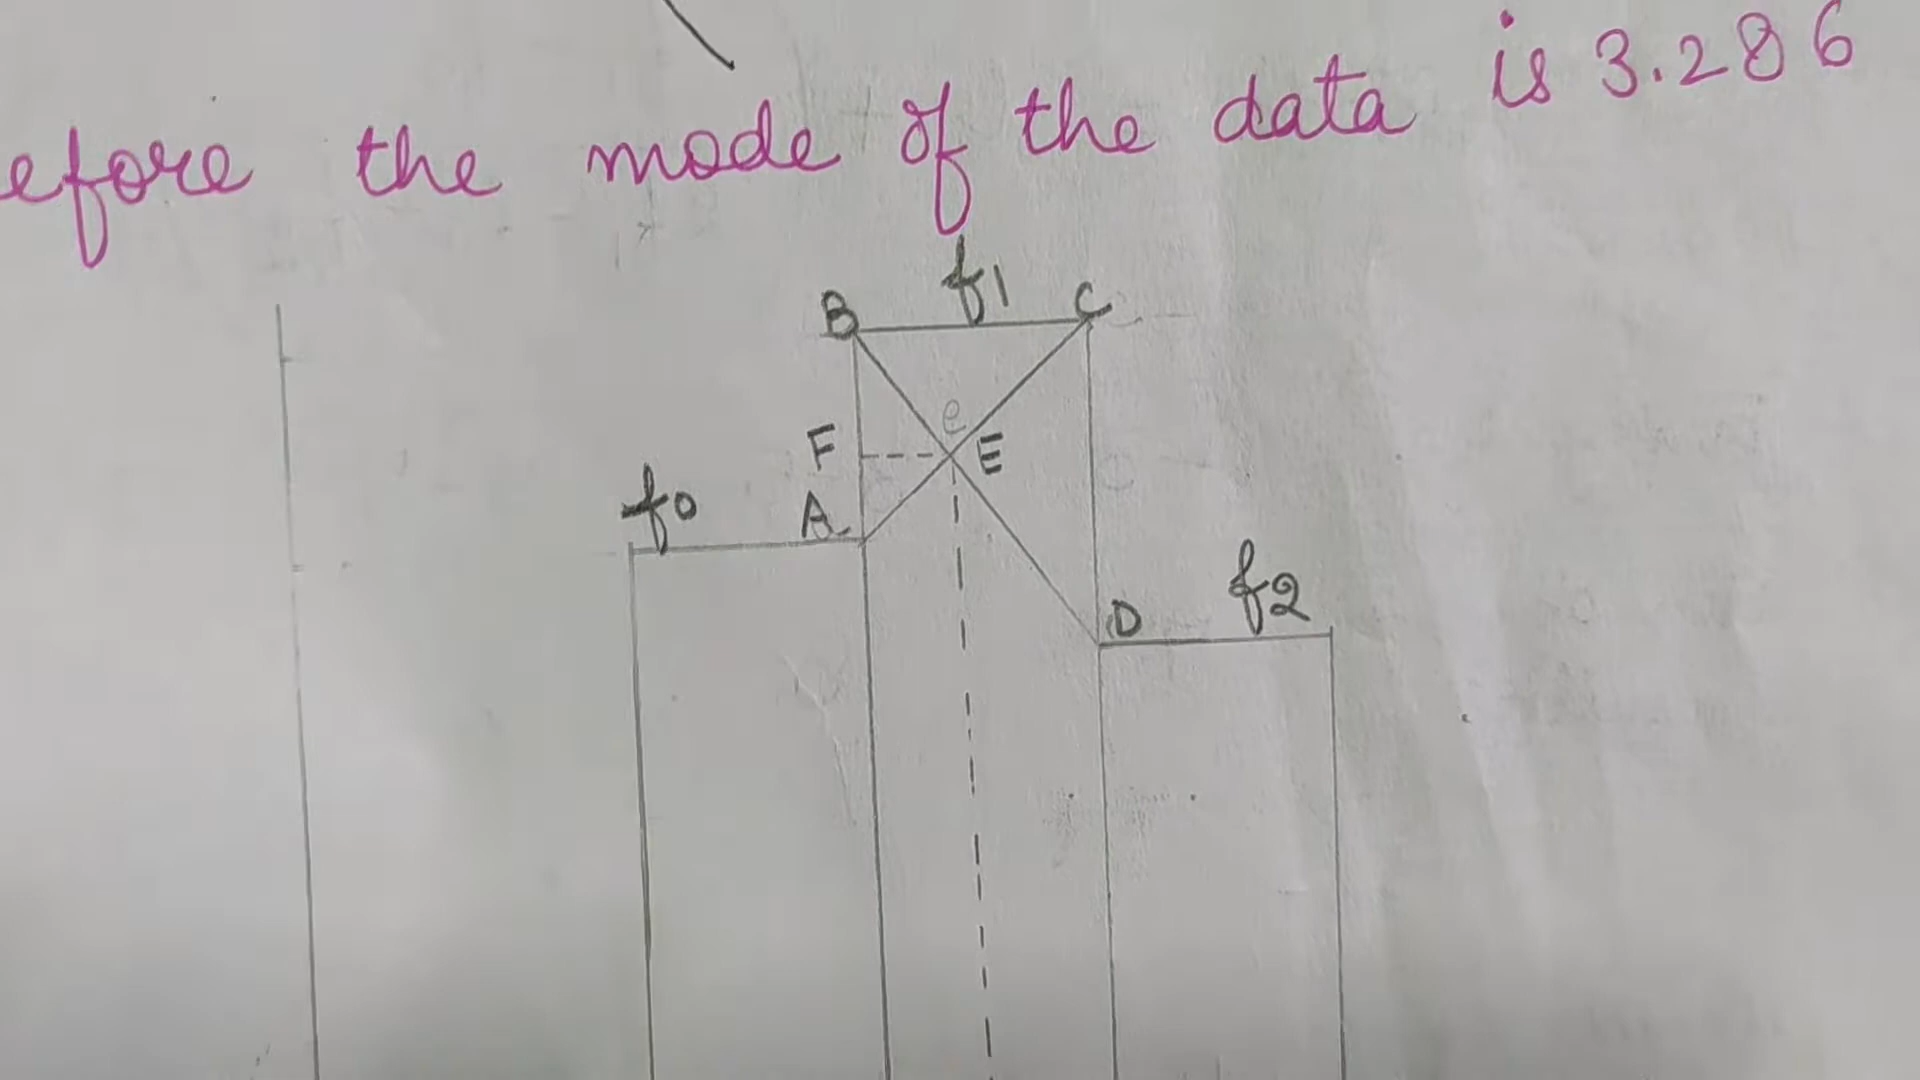 efore the mode of the data is 3.286
f1
B C
e
F E
f0 A
f2
D